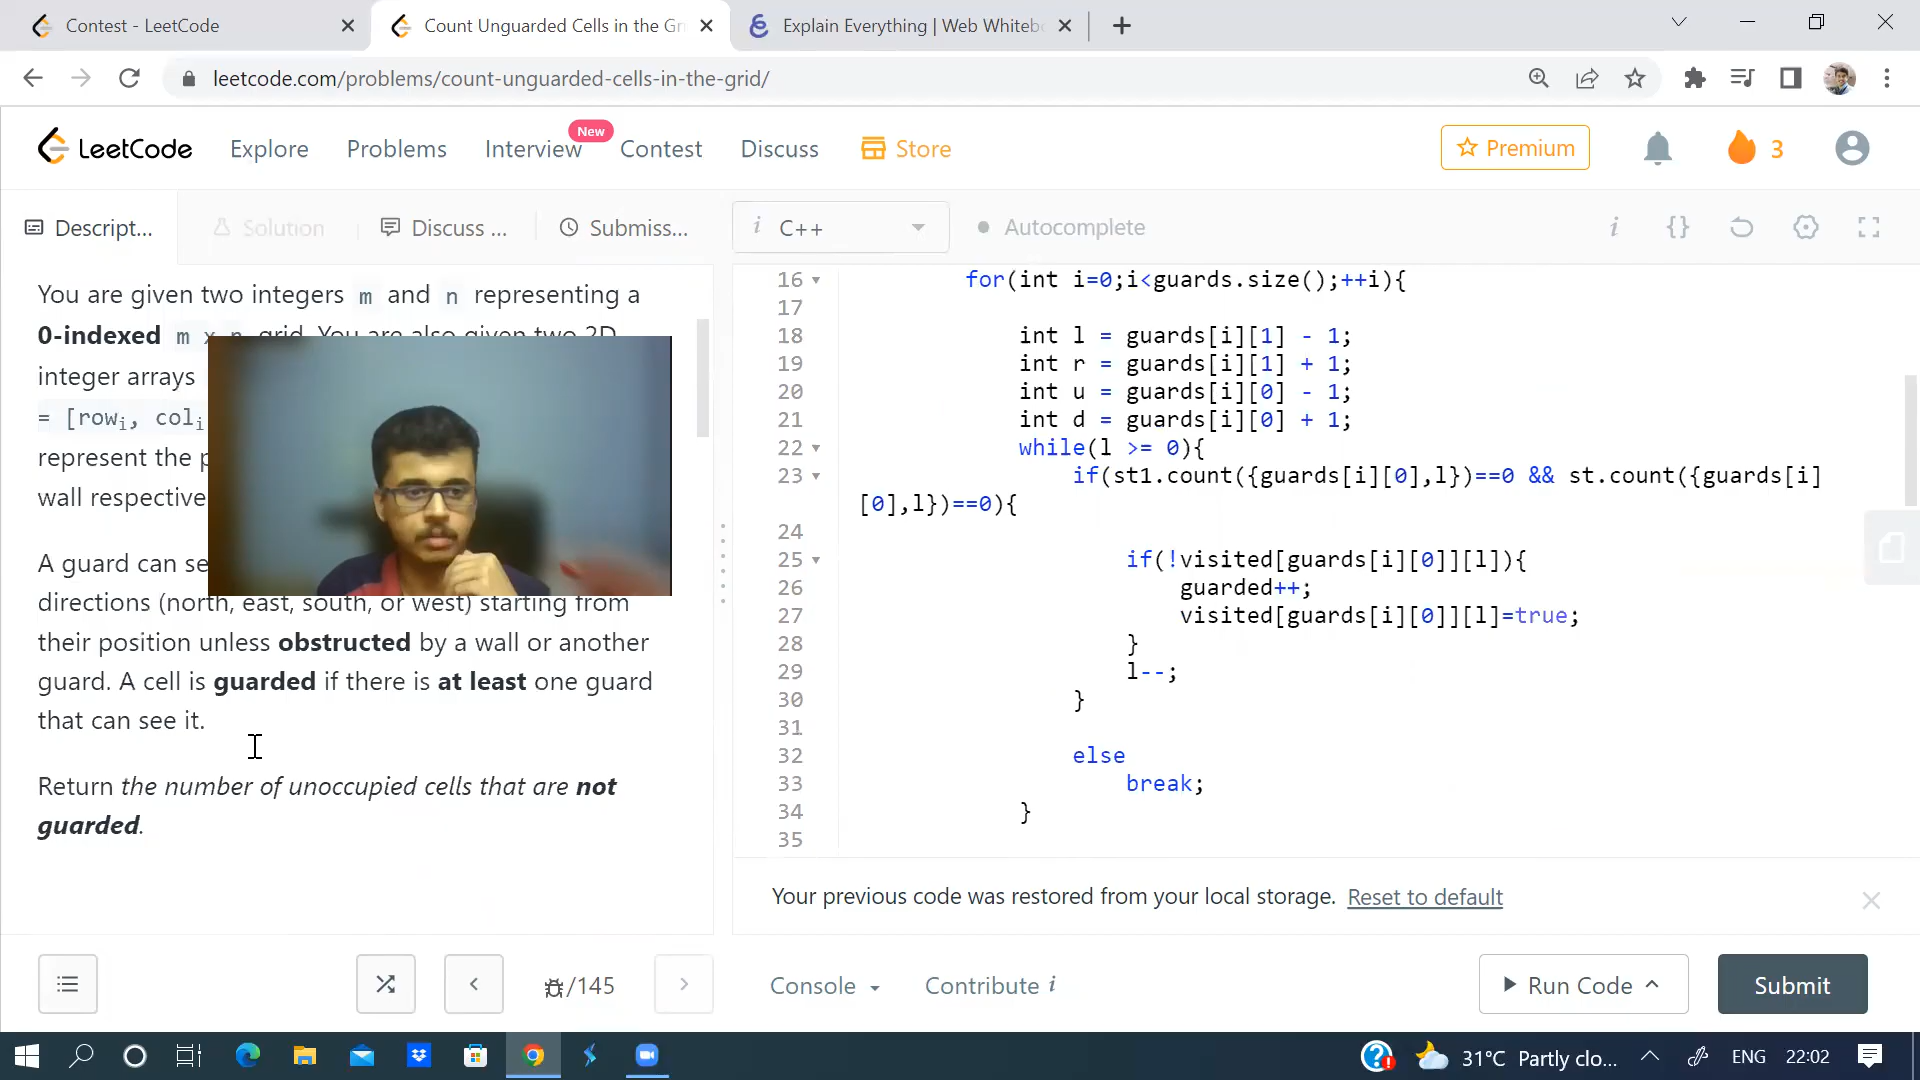 Contest - LeetCode
Count Unguarded Cells in the Gr
Explain Everything | Web Whitebo
leetcode.com/problems/count-unguarded-cells-in-the-grid/
LeetCode
Explore
Problems
Interview
New
Contest
Discuss
Store
Premium
3
Descript...
Solution
Discuss ...
Submiss...
i C++
Autocomplete
i {}
You are given two integers m and n representing a
0-indexed m x n grid. You are also given two 2D
integer arrays
= [rowi, coli
represent the p
wall respective
A guard can se
directions (north, east, south, or west) starting from
their position unless obstructed by a wall or another
guard. A cell is guarded if there is at least one guard
that can see it.
Return the number of unoccupied cells that are not
guarded.
16 for(int i=0;i<guards.size();++i){
17
18 int l = guards[i][1] - 1;
19 int r = guards[i][1] + 1;
20 int u = guards[i][0] - 1;
21 int d = guards[i][0] + 1;
22 while(l >= 0){
23 if(st1.count({guards[i][0],l})==0 && st.count({guards[i]
[0],l})==0){
24
25 if(!visited[guards[i][0]][l]){
26 guarded++;
27 visited[guards[i][0]][l]=true;
28 }
29 l--;
30 }
31
32 else
33 break;
34 }
35
Your previous code was restored from your local storage. Reset to default
/145
Console
Contribute i
Run Code
Submit
31°C Partly clo...
ENG
22:02